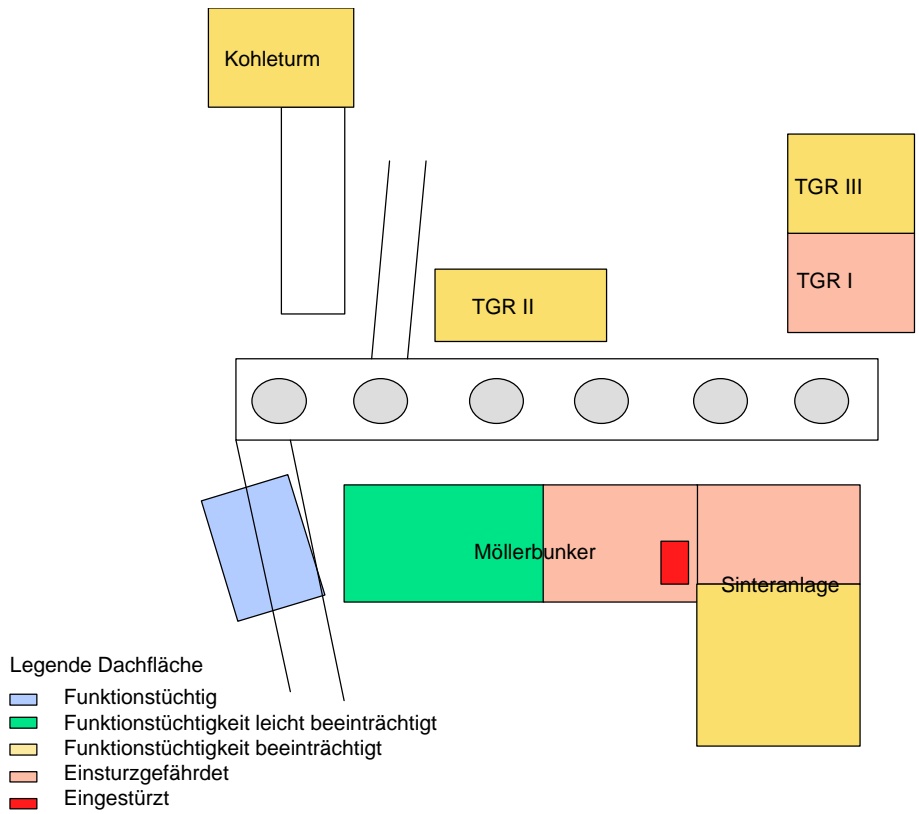 Kohleturm
TGR III
TGR I
TGR II
Möllerbunker
Sinteranlage
Legende Dachfläche
Funktionstüchtig
Funktionstüchtigkeit leicht beeinträchtigt
Funktionstüchtigkeit beeinträchtigt
Einsturzgefährdet
Eingestürzt